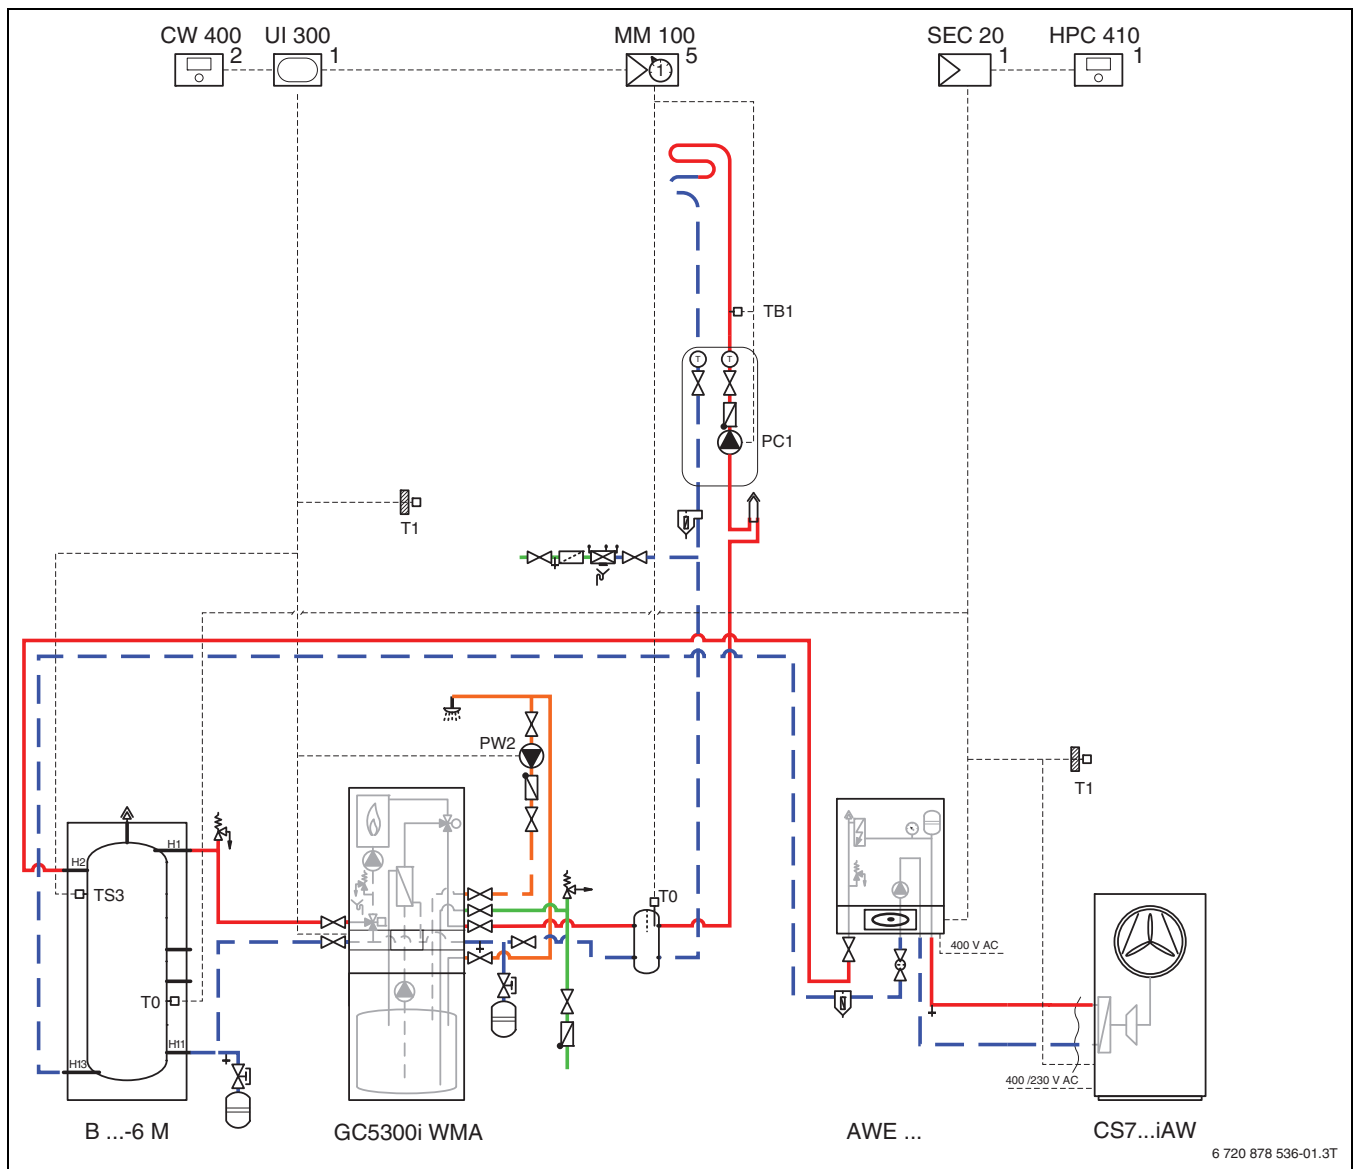 CW 400 UI 300 MM 100 SEC 20 HPC 410
2 1 5 1 1
1
TB1
T T
PC1
T1
PW2
T1
H1
H2
TS3
T0
400 V AC
T0
H11
H13
400 /230 V AC
B ...-6 M GC5300i WMA AWE ... CS7...iAW
6 720 878 536-01.3T